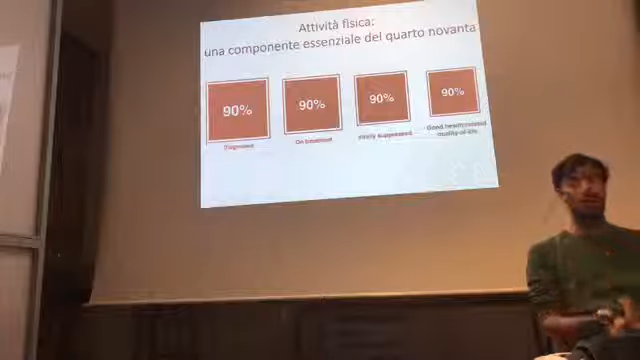 Attività fisica:
una componente essenziale del quarto novanta
90%
90%
90%
90%
Diagnosed
On treatment
Virally suppressed
Good health-related
quality of life